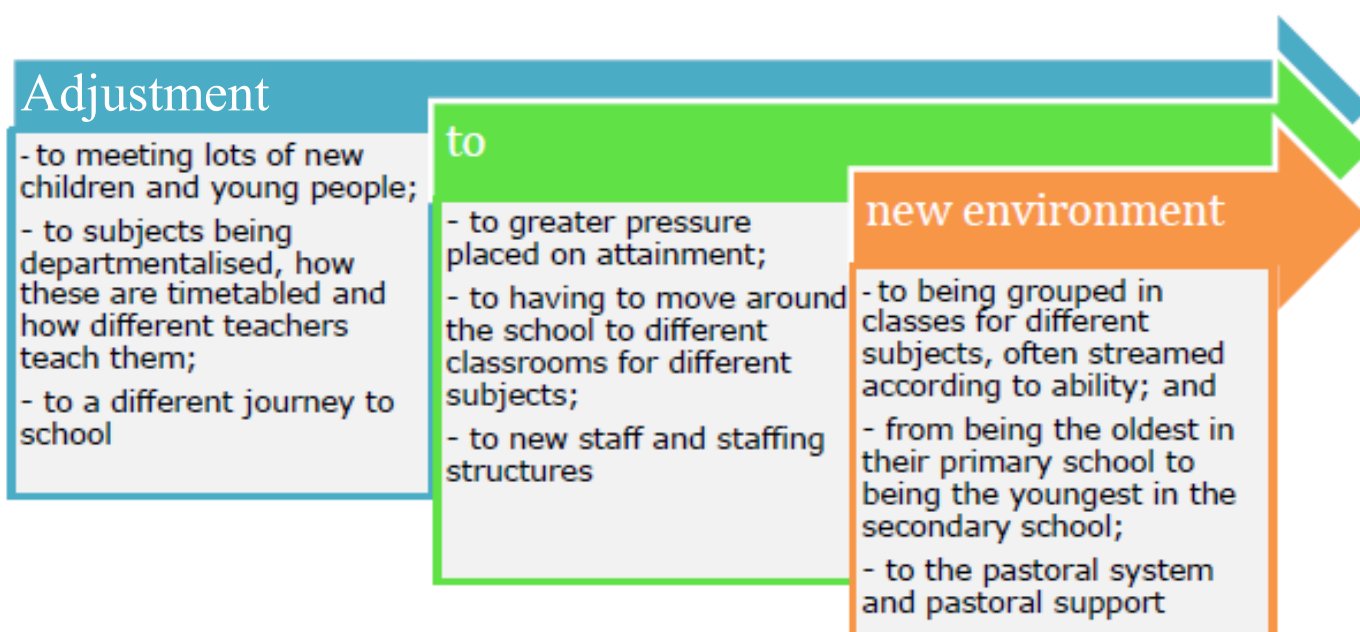 Adjustment
- to meeting lots of new
children and young people;
- to subjects being
departmentalised, how
these are timetabled and
how different teachers
teach them;
- to a different journey to
school
to
- to greater pressure
placed on attainment;
- to having to move around
the school to different
classrooms for different
subjects;
- to new staff and staffing
structures
new environment
- to being grouped in
classes for different
subjects, often streamed
according to ability; and
- from being the oldest in
their primary school to
being the youngest in the
secondary school;
- to the pastoral system
and pastoral support